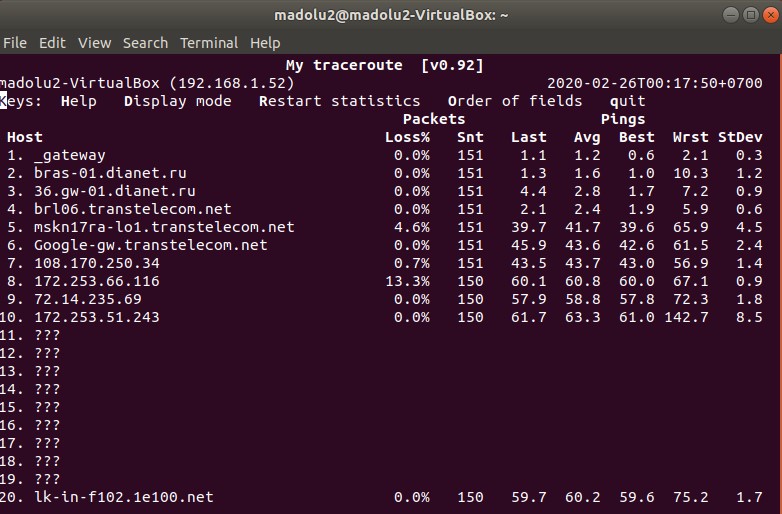 madolu2@madolu2-VirtualBox: ~
File Edit View Search Terminal Help
My traceroute [v0.92]
madolu2-VirtualBox (192.168.1.52) 2020-02-26T00:17:50+0700
Keys: Help Display mode Restart statistics Order of fields quit
Packets Pings
Host Loss% Snt Last Avg Best Wrst StDev
1. _gateway 0.0% 151 1.1 1.2 0.6 2.1 0.3
2. bras-01.dianet.ru 0.0% 151 1.3 1.6 1.0 10.3 1.2
3. 36.gw-01.dianet.ru 0.0% 151 4.4 2.8 1.7 7.2 0.9
4. brl06.transtelecom.net 0.0% 151 2.1 2.4 1.9 5.9 0.6
5. mskn17ra-lo1.transtelecom.net 4.6% 151 39.7 41.7 39.6 65.9 4.5
6. Google-gw.transtelecom.net 0.0% 151 45.9 43.6 42.6 61.5 2.4
7. 108.170.250.34 0.7% 151 43.5 43.7 43.0 56.9 1.4
8. 172.253.66.116 13.3% 150 60.1 60.8 60.0 67.1 0.9
9. 72.14.235.69 0.0% 150 57.9 58.8 57.8 72.3 1.8
10. 172.253.51.243 0.0% 150 61.7 63.3 61.0 142.7 8.5
11. ???
12. ???
13. ???
14. ???
15. ???
16. ???
17. ???
18. ???
19. ???
20. lk-in-f102.1e100.net 0.0% 150 59.7 60.2 59.6 75.2 1.7